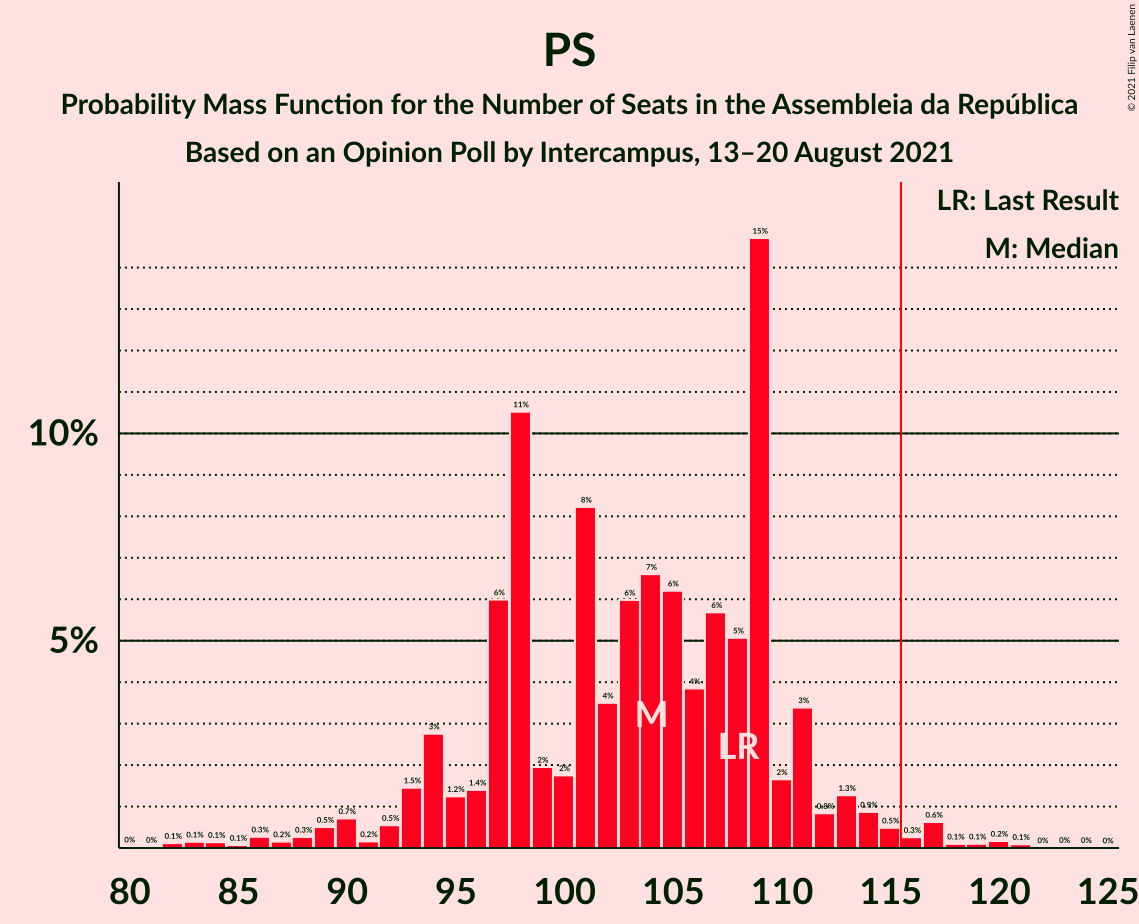 PS
Probability Mass Function for the Number of Seats in the Assembleia da República
Based on an Opinion Poll by Intercampus, 13–20 August 2021
© 2021 Filip van Laenen
LR: Last Result
M: Median
10%
5%
0% 0% 0.1% 0.1% 0.1% 0.1% 0.3% 0.2% 0.3% 0.5% 0.7% 0.2% 0.5% 1.5% 3% 1.2% 1.4% 6% 11% 2% 2% 8% 4% 6% 7% 6% 4% 6% 5% 15% 2% 3% 0.8% 1.3% 0.9% 0.5% 0.3% 0.6% 0.1% 0.1% 0.2% 0.1% 0% 0% 0% 0%
M
LR
80 85 90 95 100 105 110 115 120 125